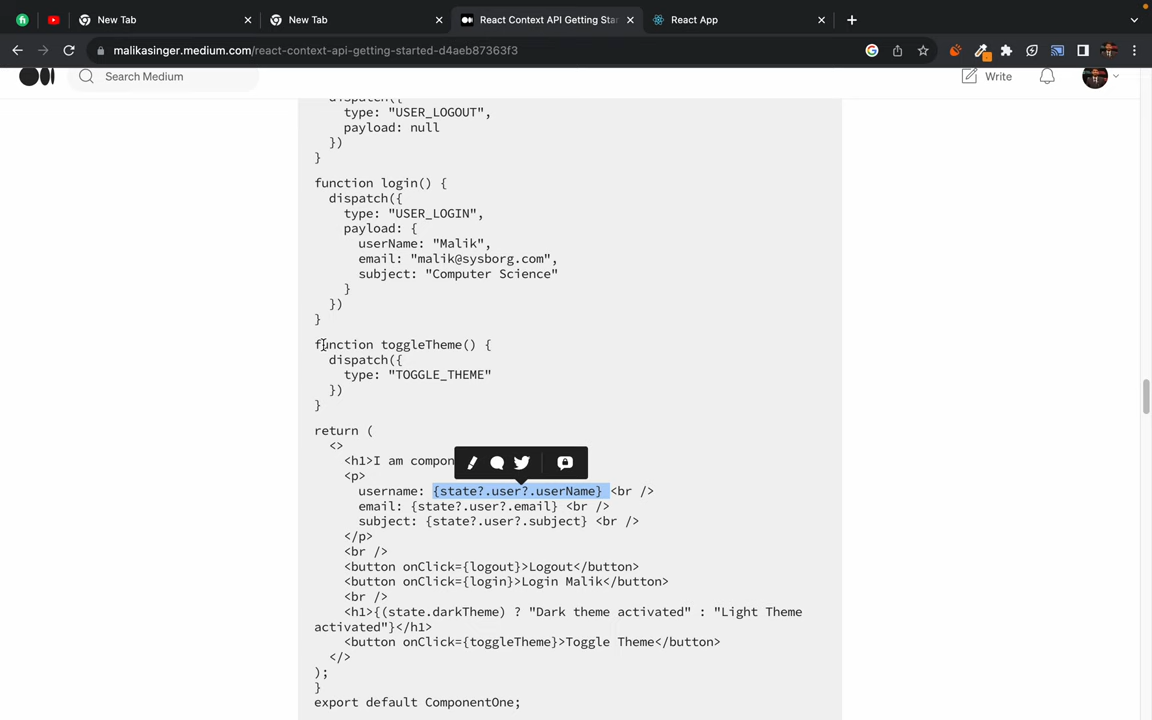 New Tab
New Tab
React Context API Getting Star
React App
malikasinger.medium.com/react-context-api-getting-started-d4aeb87363f3
Search Medium
Write
dispatch({
type: "USER_LOGOUT",
payload: null
})
}
function login() {
dispatch({
type: "USER_LOGIN",
payload: {
userName: "Malik",
email: "malik@sysborg.com",
subject: "Computer Science"
}
})
}
function toggleTheme() {
dispatch({
type: "TOGGLE_THEME"
})
}
return (
<>
<h1>I am compon
<p>
username: {state?.user?.userName} <br />
email: {state?.user?.email} <br />
subject: {state?.user?.subject} <br />
</p>
<br />
<button onClick={logout}>Logout</button>
<button onClick={login}>Login Malik</button>
<br />
<h1>{(state.darkTheme) ? "Dark theme activated" : "Light Theme
activated"}</h1>
<button onClick={toggleTheme}>Toggle Theme</button>
</>
);
}
export default ComponentOne;